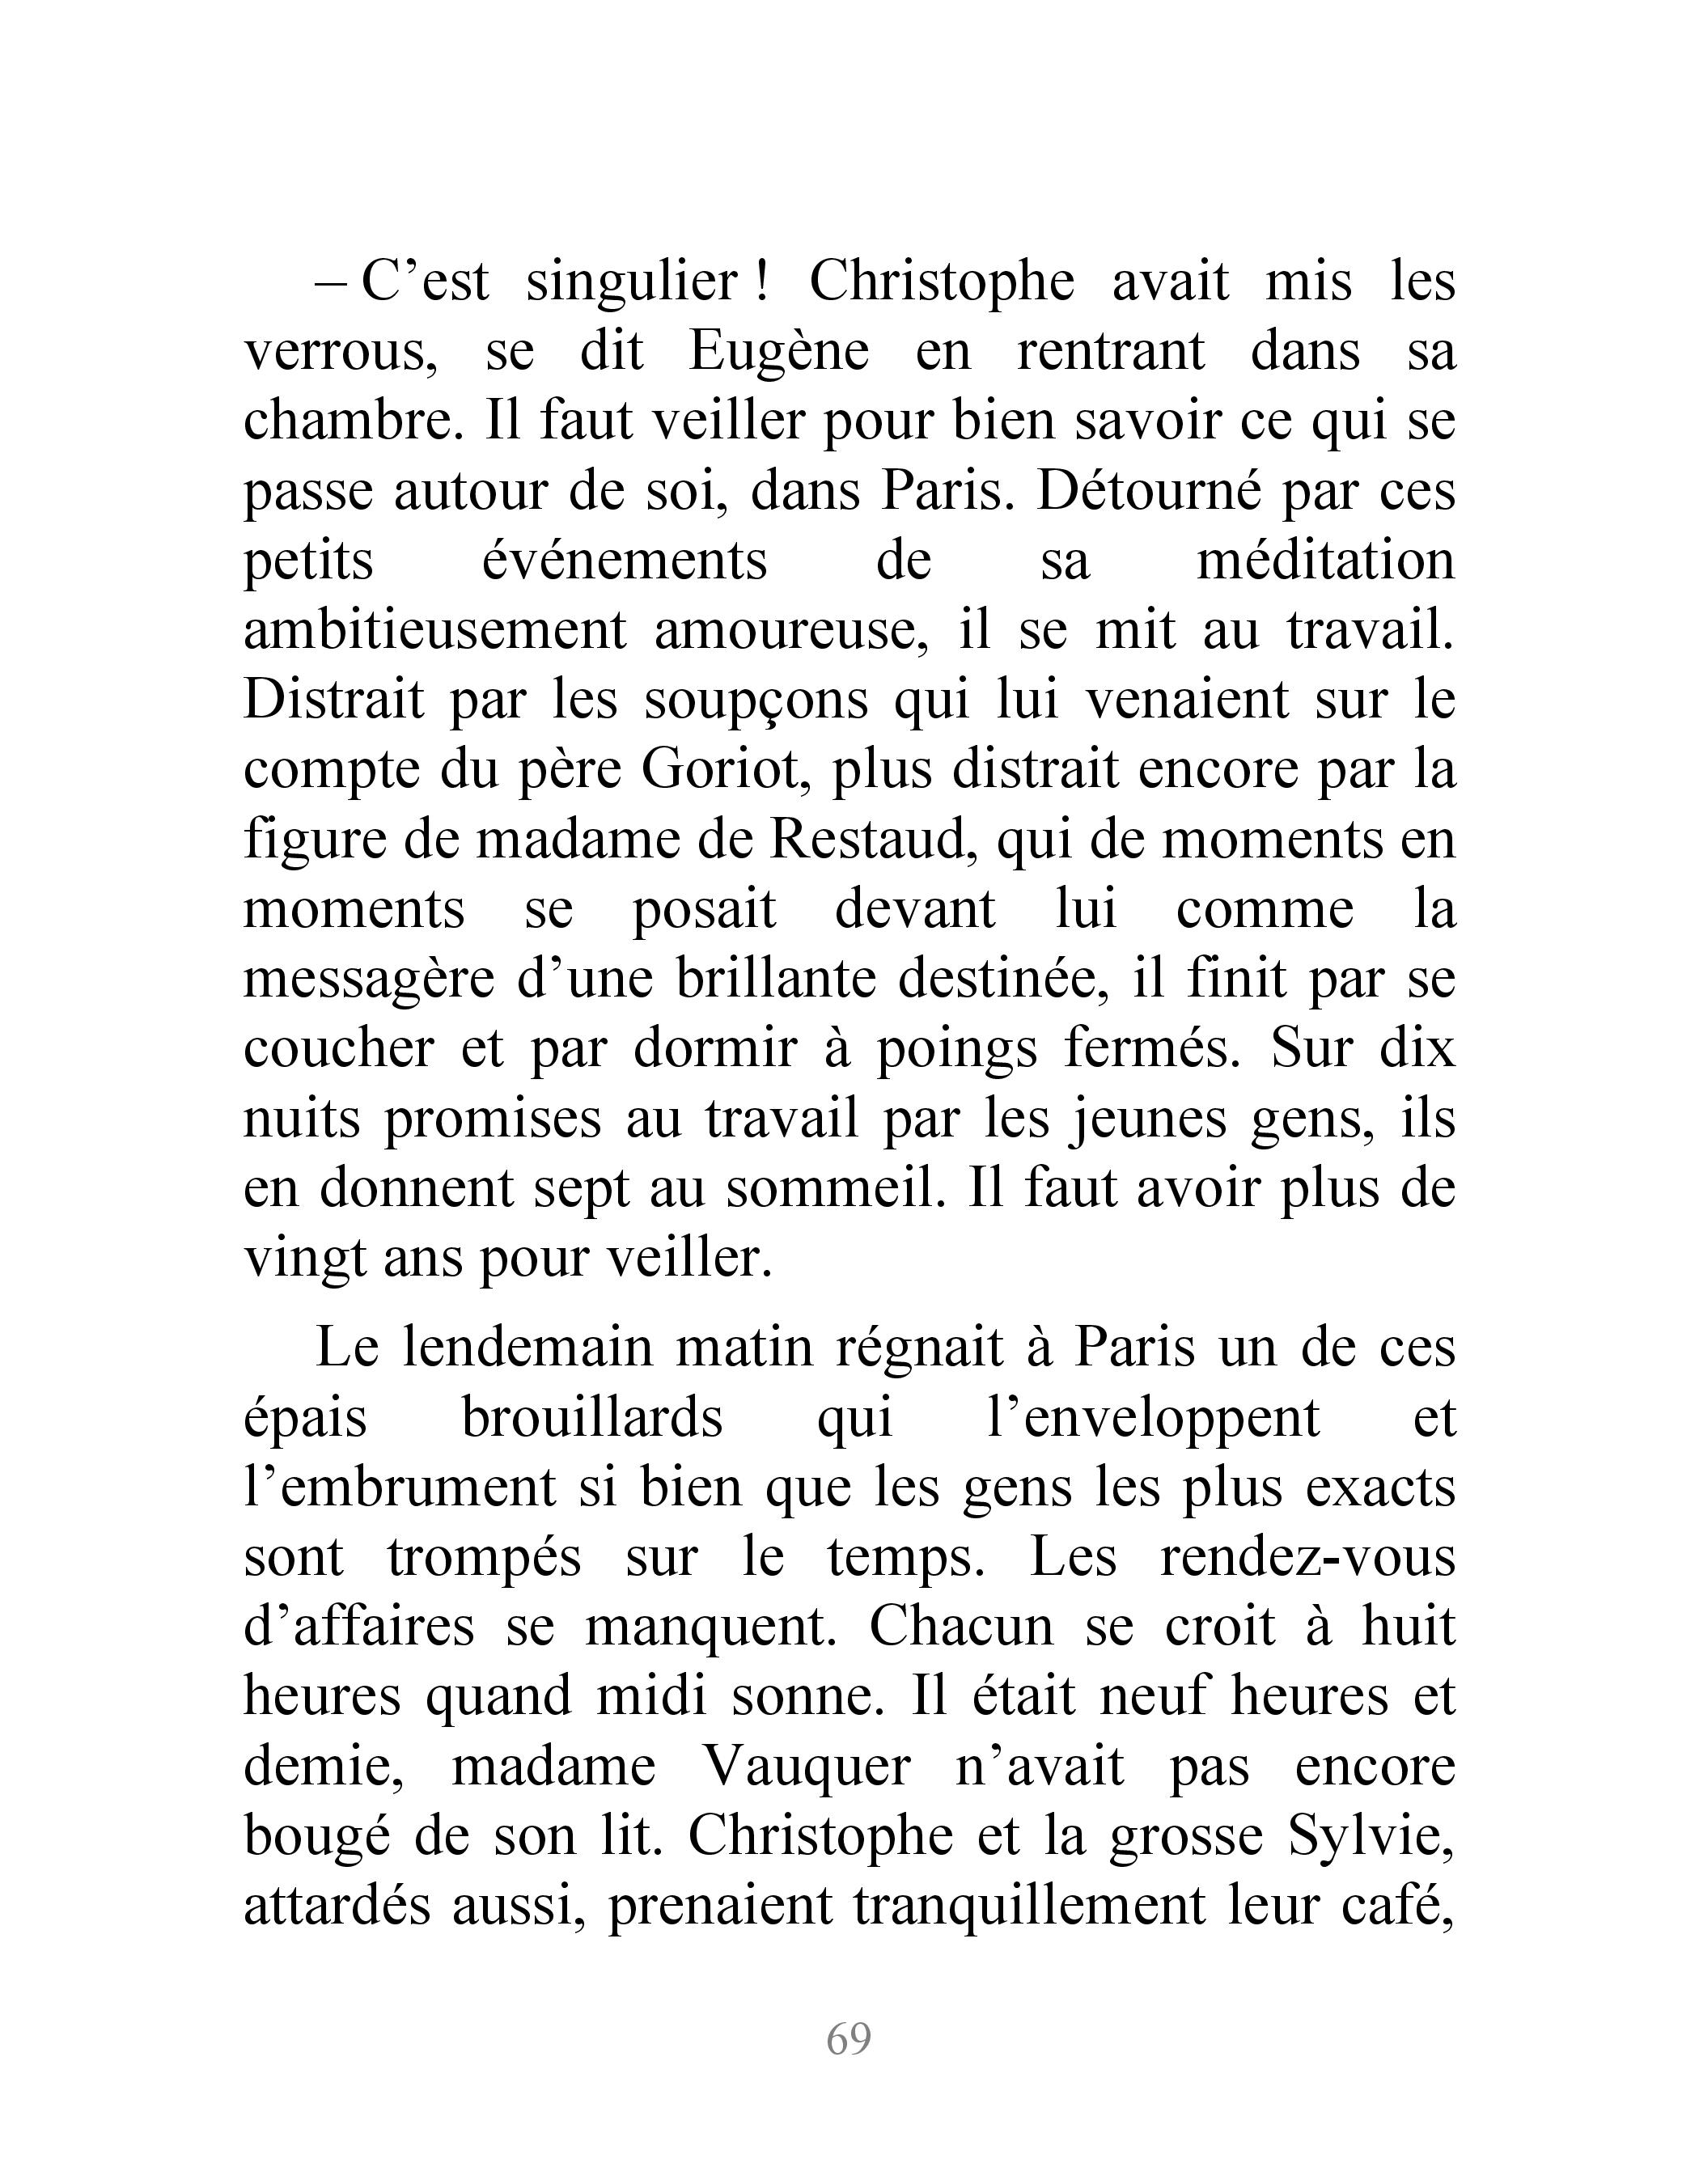 – C’est singulier ! Christophe avait mis les
verrous, se dit Eugène en rentrant dans sa
chambre. Il faut veiller pour bien savoir ce qui se
passe autour de soi, dans Paris. Détourné par ces
petits événements de sa méditation
ambitieusement amoureuse, il se mit au travail.
Distrait par les soupçons qui lui venaient sur le
compte du père Goriot, plus distrait encore par la
figure de madame de Restaud, qui de moments en
moments se posait devant lui comme la
messagère d’une brillante destinée, il finit par se
coucher et par dormir à poings fermés. Sur dix
nuits promises au travail par les jeunes gens, ils
en donnent sept au sommeil. Il faut avoir plus de
vingt ans pour veiller.
Le lendemain matin régnait à Paris un de ces
épais brouillards qui l’enveloppent et
l’embrument si bien que les gens les plus exacts
sont trompés sur le temps. Les rendez-vous
d’affaires se manquent. Chacun se croit à huit
heures quand midi sonne. Il était neuf heures et
demie, madame Vauquer n’avait pas encore
bougé de son lit. Christophe et la grosse Sylvie,
attardés aussi, prenaient tranquillement leur café,
69